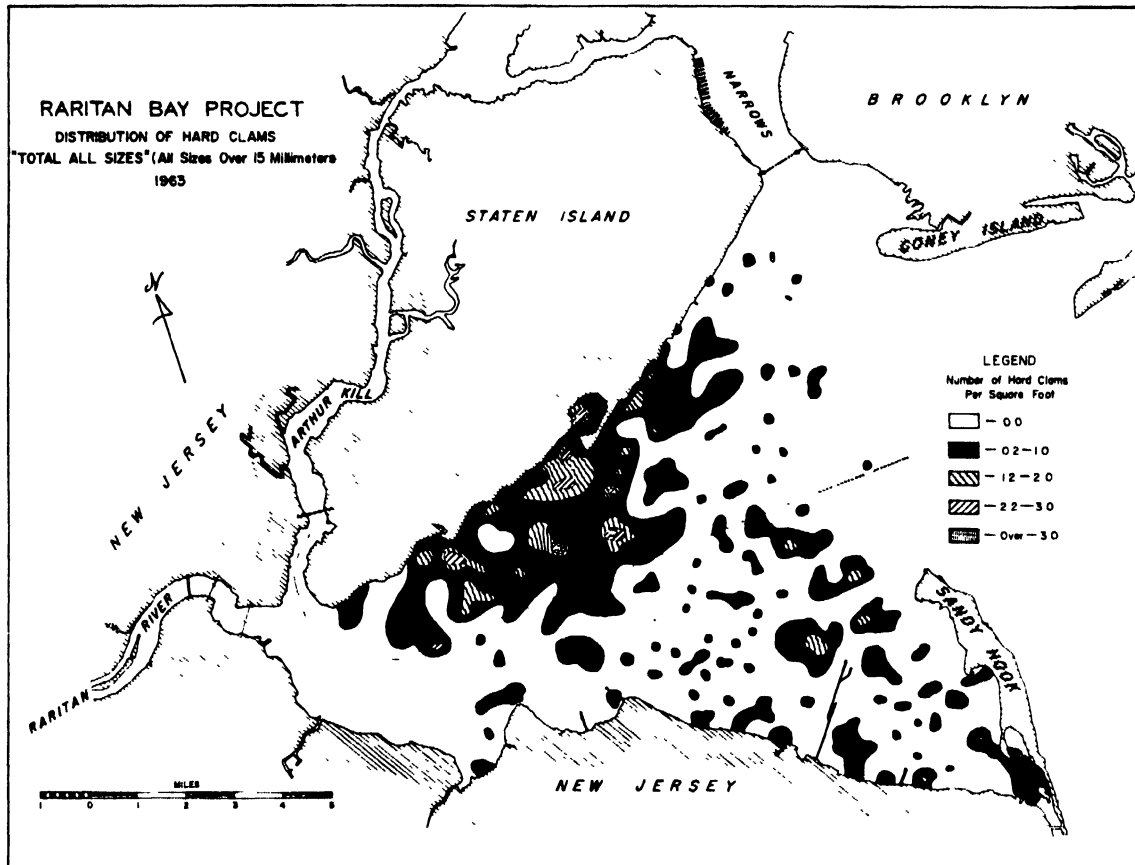 RARITAN BAY PROJECT
DISTRIBUTION OF HARD CLAMS
"TOTAL ALL SIZES" (All Sizes Over 15 Millimeters
1963
NARROWS
BROOKLYN
STATEN ISLAND
CONEY ISLAND
N
NEW JERSEY
ARTHUR KILL
LEGEND
Number of Hard Clams
Per Square Foot
- 0 0
- 0 2 - 1 0
- 1 2 - 2 0
- 2 2 - 3 0
- Over - 3 0
SANDY HOOK
RARITAN RIVER
NEW JERSEY
MILES
1 0 1 2 3 4 5